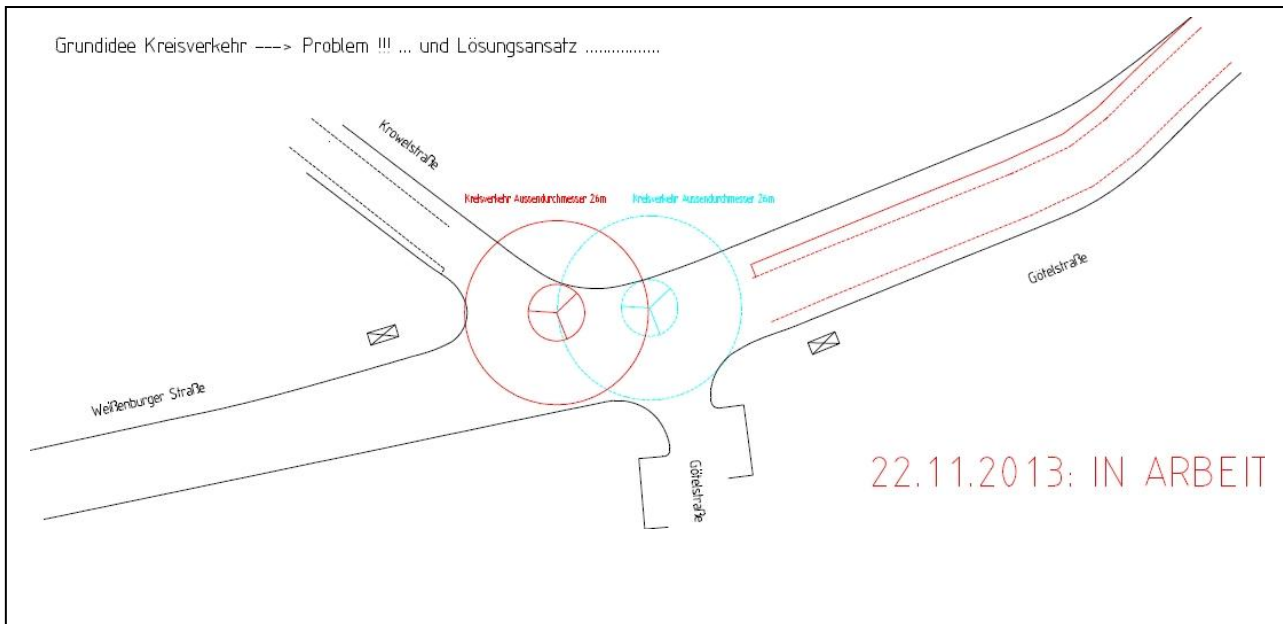 Grundidee Kreisverkehr ---> Problem !!! ... und Lösungsansatz .................
Krowelstraße
Kreisverkehr Aussendurchmesser 26m
Kreisverkehr Aussendurchmesser 26m
Götelstraße
Weißenburger Straße
Götelstraße
22.11.2013: IN ARBEIT